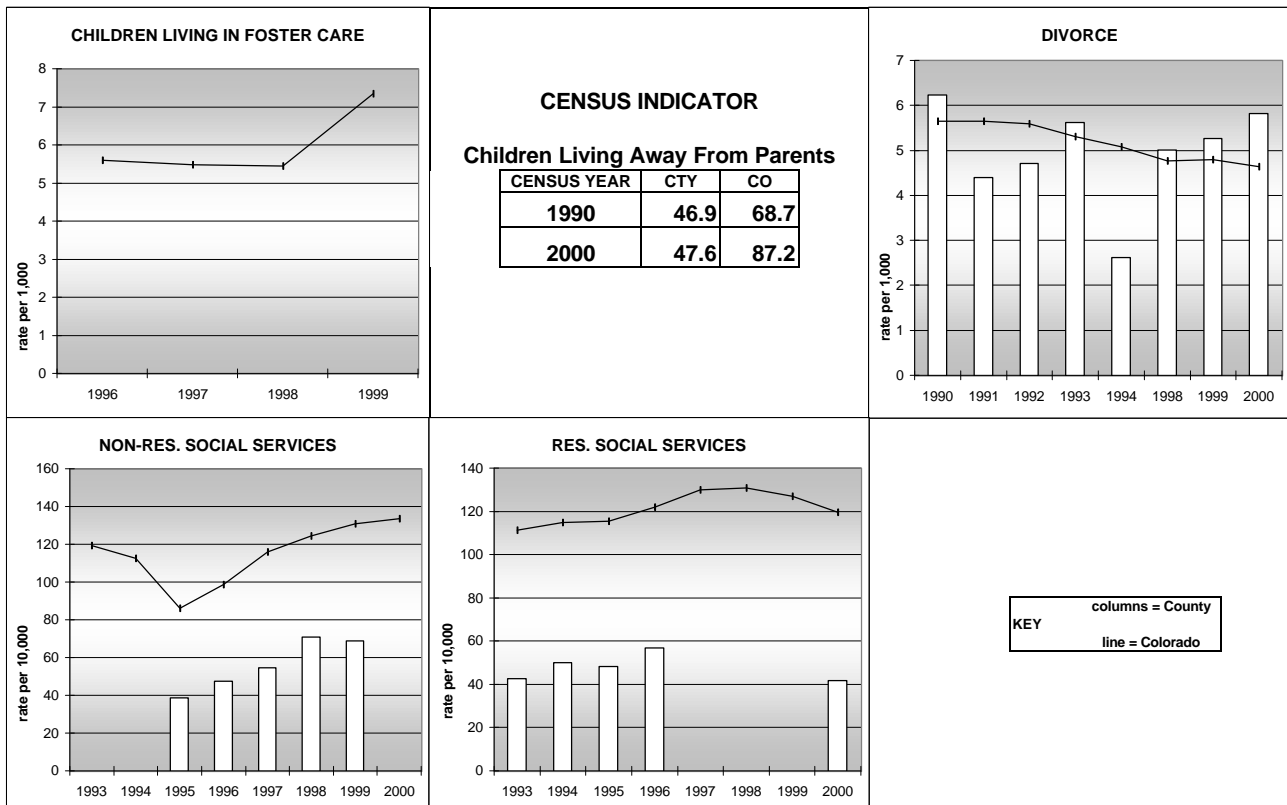 CHILDREN LIVING IN FOSTER CARE
8
7
6
5
4
3
2
1
0
rate per 1,000
1996 1997 1998 1999
CENSUS INDICATOR
Children Living Away From Parents
CENSUS YEAR CTY CO
1990 46.9 68.7
2000 47.6 87.2
DIVORCE
7
6
5
4
3
2
1
0
rate per 1,000
1990 1991 1992 1993 1994 1998 1999 2000
NON-RES. SOCIAL SERVICES
160
140
120
100
80
60
40
20
0
rate per 10,000
1993 1994 1995 1996 1997 1998 1999 2000
RES. SOCIAL SERVICES
140
120
100
80
60
40
20
0
rate per 10,000
1993 1994 1995 1996 1997 1998 1999 2000
columns = County
KEY
line = Colorado